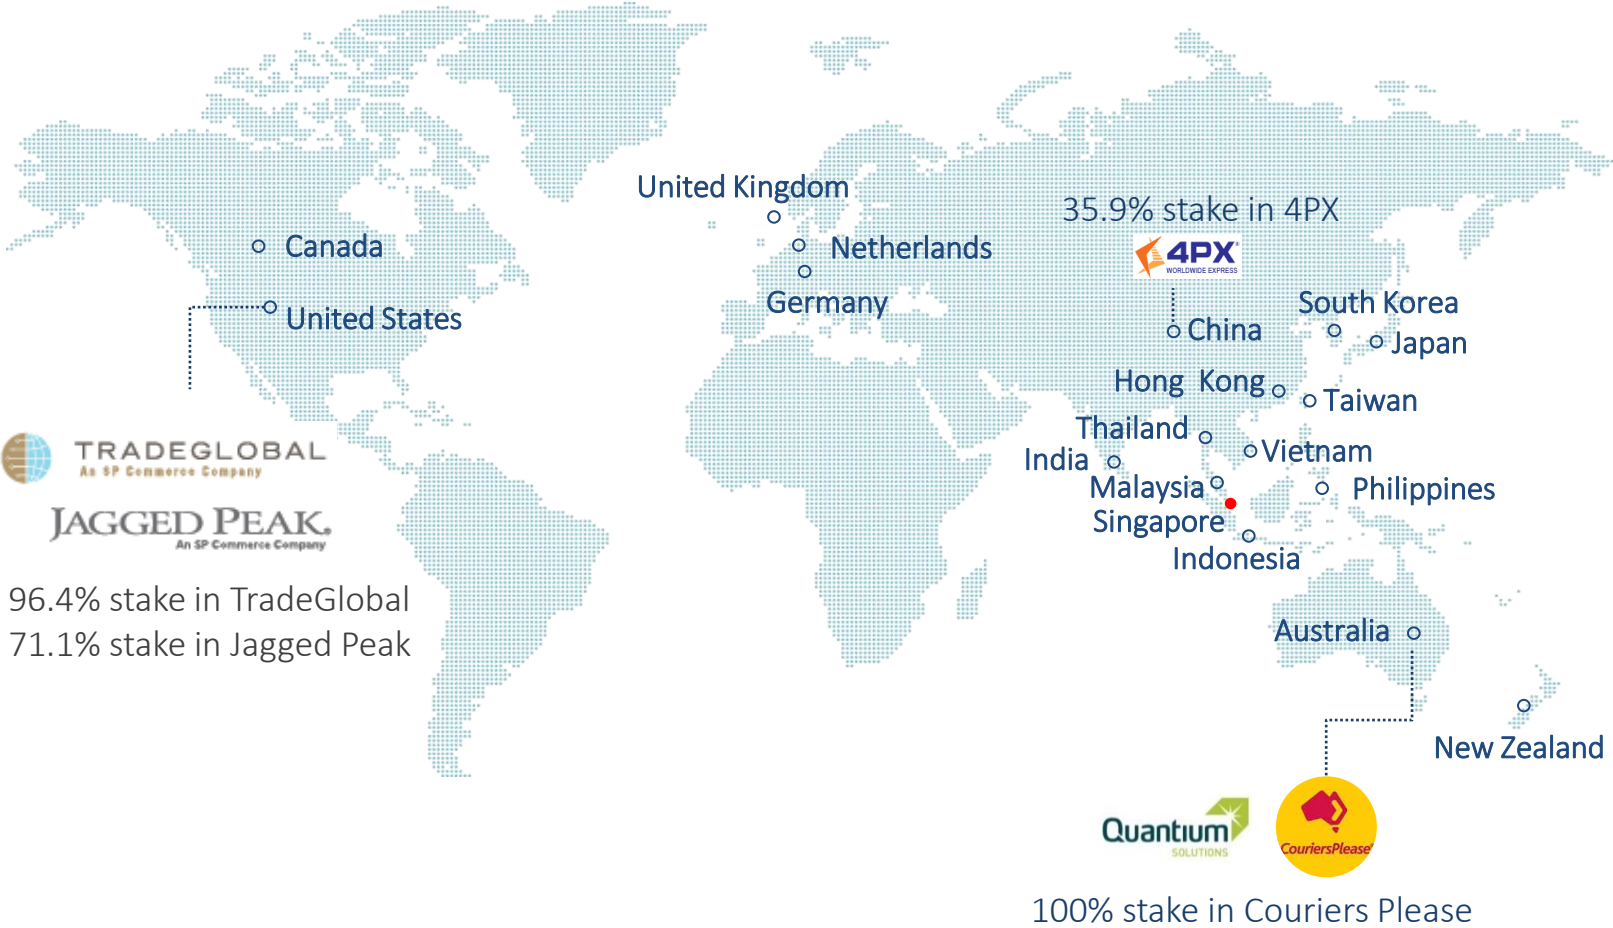 United Kingdom
35.9% stake in 4PX
4PX
WORLDWIDE EXPRESS
Canada
Netherlands
Germany
South Korea
United States
China
Japan
Hong Kong
Taiwan
Thailand
Vietnam
India
Malaysia
Philippines
Singapore
Indonesia
TRADEGLOBAL
An SP Commerce Company
JAGGED PEAK.
An SP Commerce Company
96.4% stake in TradeGlobal
71.1% stake in Jagged Peak
Australia
New Zealand
Quantium
SOLUTIONS
CouriersPlease
100% stake in Couriers Please